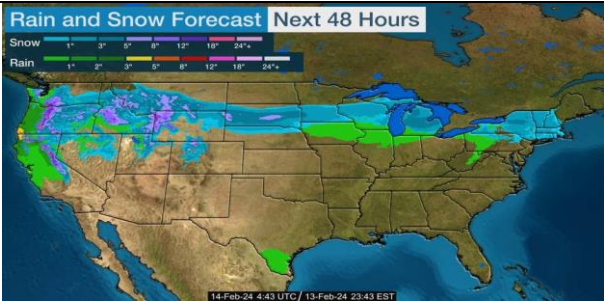 Rain and Snow Forecast Next 48 Hours
Snow
1" 3" 5" 8" 12" 18" 24"+
Rain
1" 2" 3" 5" 8" 12" 18" 24"+
14-Feb-24 4:43 UTC / 13-Feb-24 23:43 EST